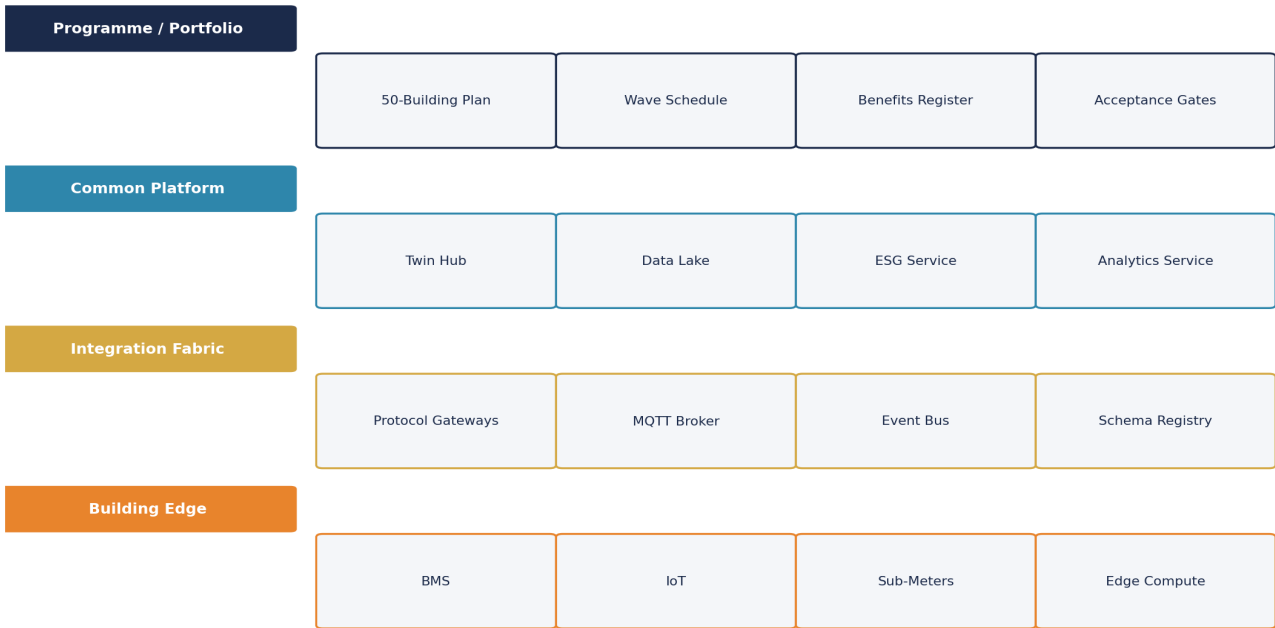 Programme / Portfolio
50-Building Plan
Wave Schedule
Benefits Register
Acceptance Gates
Common Platform
Twin Hub
Data Lake
ESG Service
Analytics Service
Integration Fabric
Protocol Gateways
MQTT Broker
Event Bus
Schema Registry
Building Edge
BMS
IoT
Sub-Meters
Edge Compute